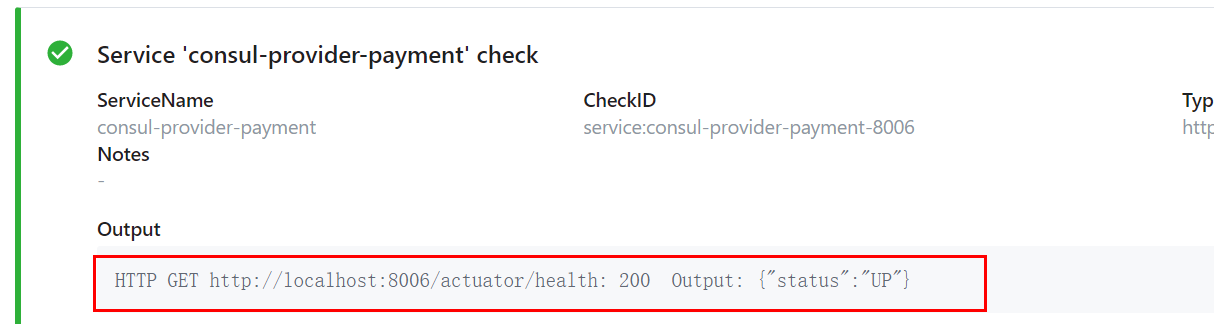 Service 'consul-provider-payment' check
ServiceName CheckID Typ
consul-provider-payment service:consul-provider-payment-8006 http
Notes
-
Output
HTTP GET http://localhost:8006/actuator/health: 200 Output: {"status":"UP"}